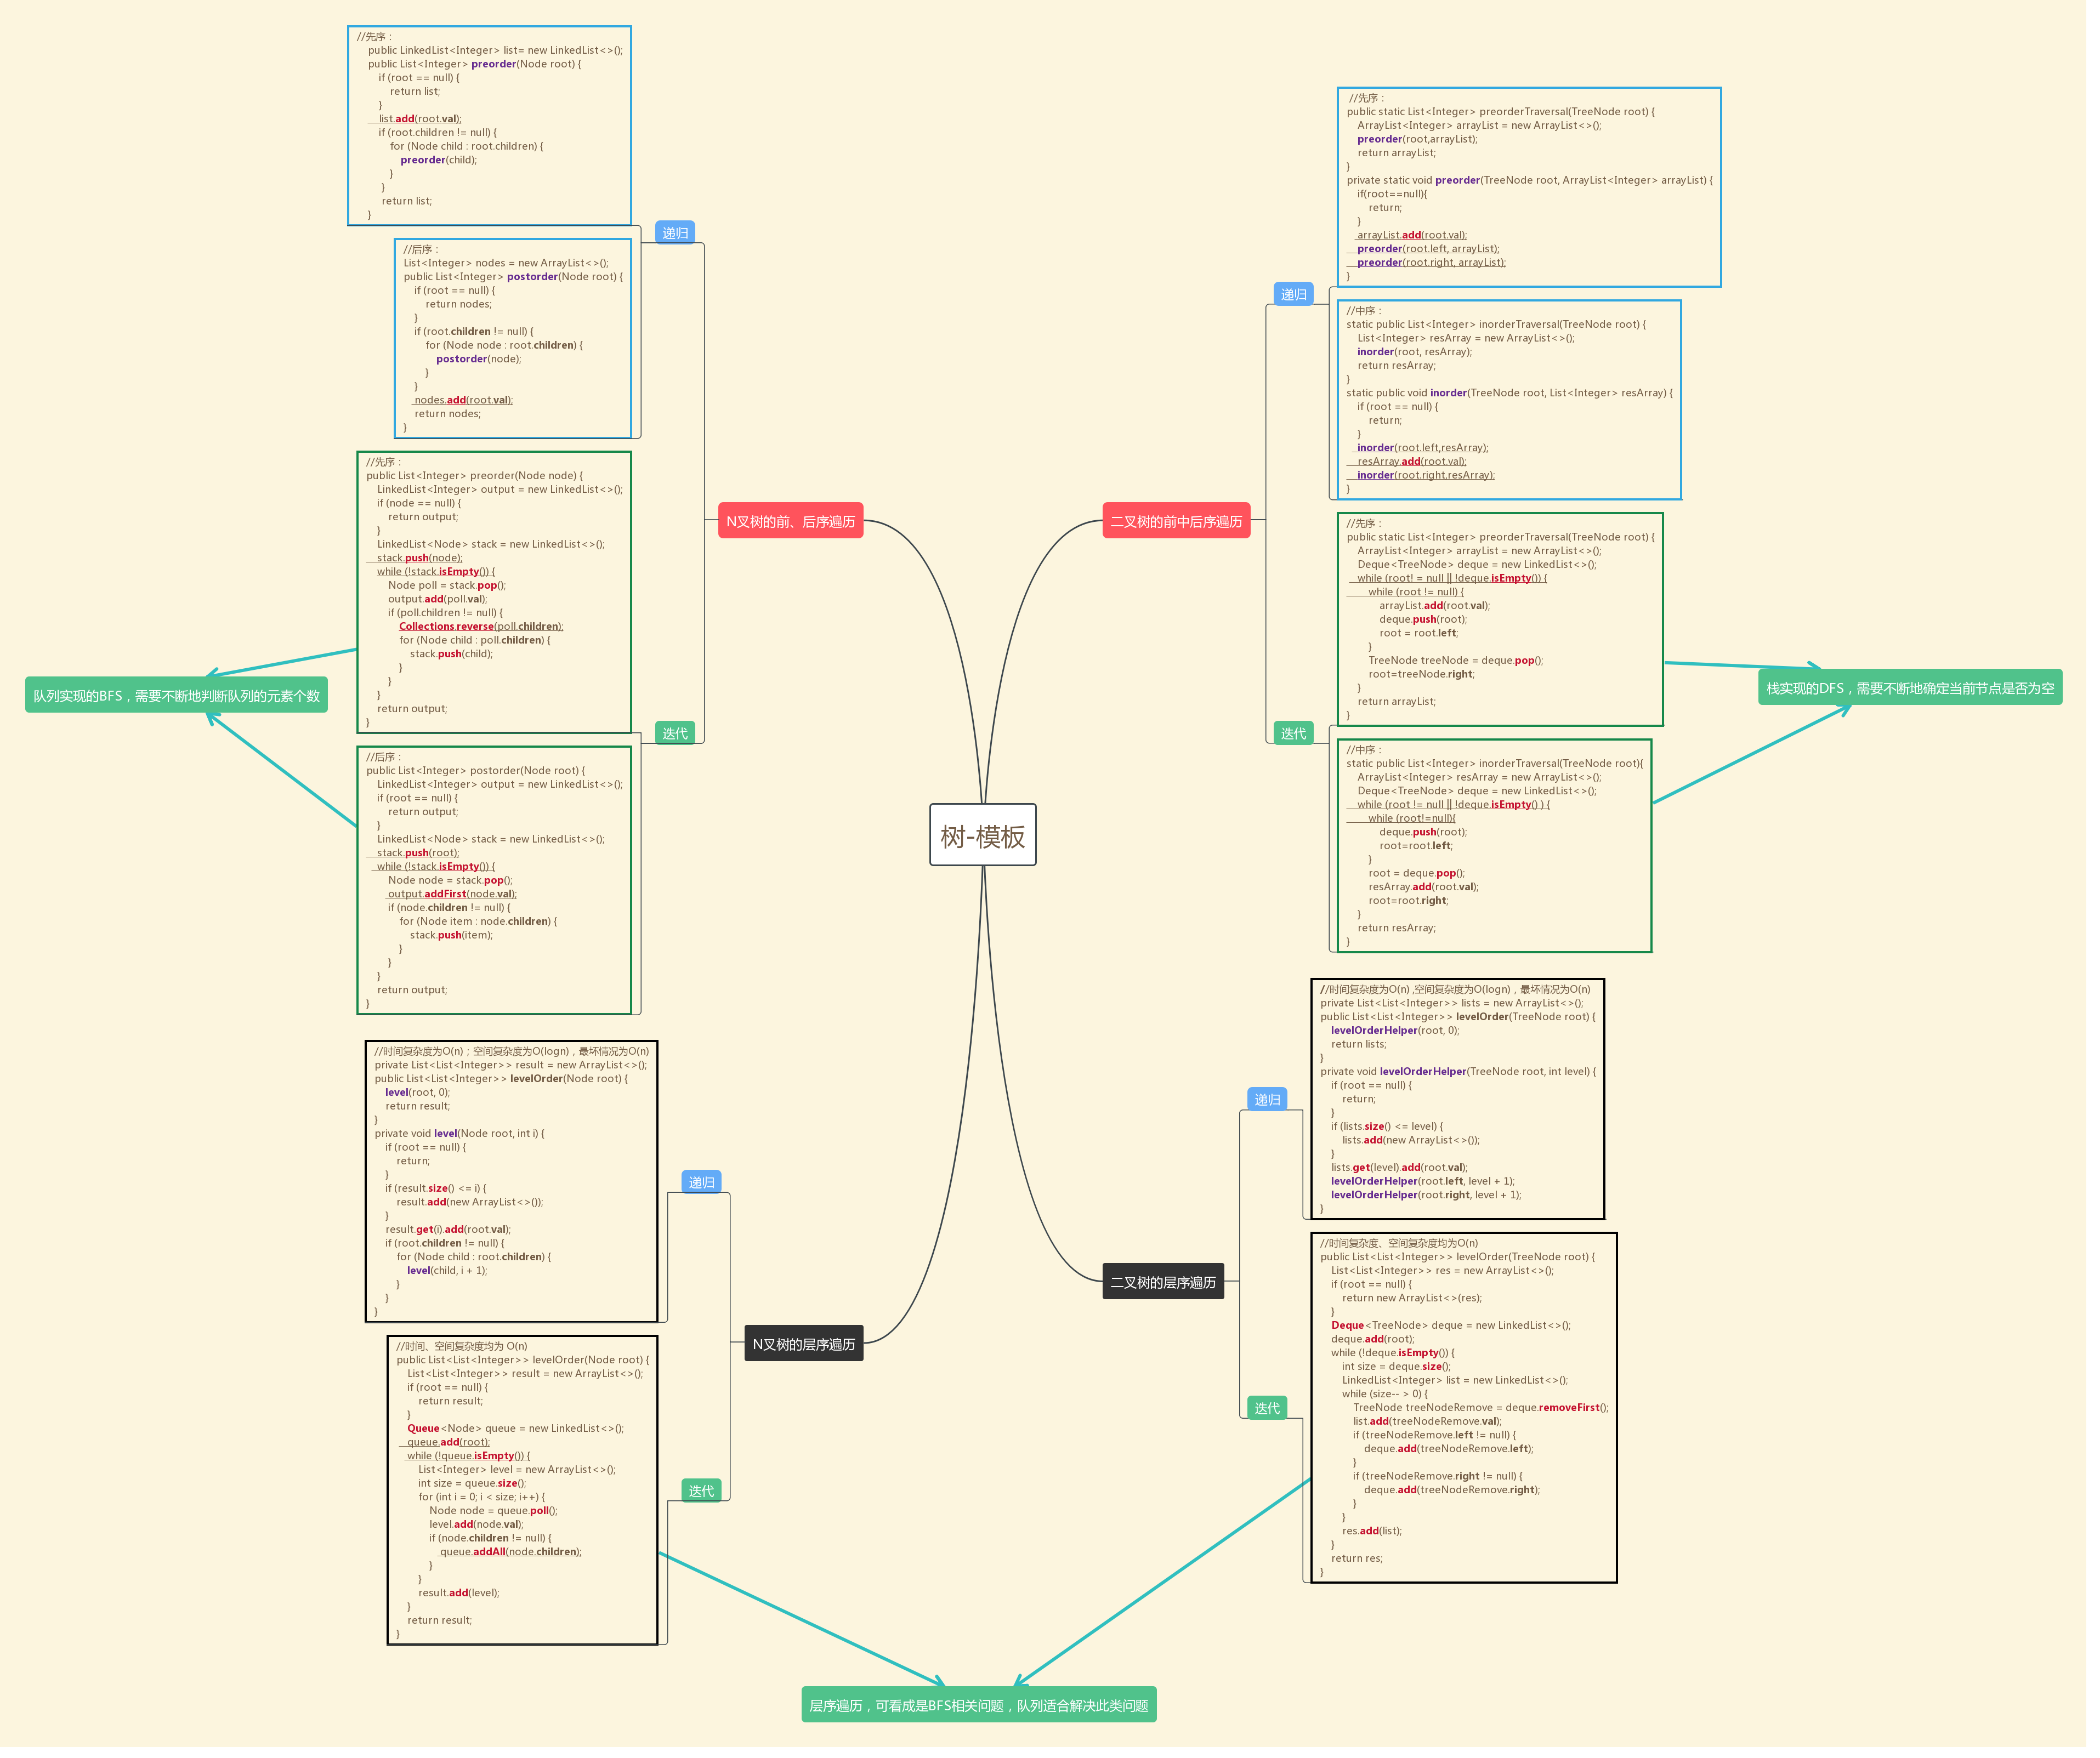 树-模板
N叉树的前、后序遍历
递归
//先序：
public LinkedList<Integer> list= new LinkedList<>();
public List<Integer> preorder(Node root) {
if (root == null) {
return list;
}
list.add(root.val);
if (root.children != null) {
for (Node child : root.children) {
preorder(child);
}
}
return list;
}
//后序：
List<Integer> nodes = new ArrayList<>();
public List<Integer> postorder(Node root) {
if (root == null) {
return nodes;
}
if (root.children != null) {
for (Node node : root.children) {
postorder(node);
}
}
nodes.add(root.val);
return nodes;
}
迭代
//先序：
public List<Integer> preorder(Node node) {
LinkedList<Integer> output = new LinkedList<>();
if (node == null) {
return output;
}
LinkedList<Node> stack = new LinkedList<>();
stack.push(node);
while (!stack.isEmpty()) {
Node poll = stack.pop();
output.add(poll.val);
if (poll.children != null) {
Collections.reverse(poll.children);
for (Node child : poll.children) {
stack.push(child);
}
}
}
return output;
}
//后序：
public List<Integer> postorder(Node root) {
LinkedList<Integer> output = new LinkedList<>();
if (root == null) {
return output;
}
LinkedList<Node> stack = new LinkedList<>();
stack.push(root);
while (!stack.isEmpty()) {
Node node = stack.pop();
output.addFirst(node.val);
if (node.children != null) {
for (Node item : node.children) {
stack.push(item);
}
}
}
return output;
}
队列实现的BFS，需要不断地判断队列的元素个数
二叉树的前中后序遍历
递归
//先序：
public static List<Integer> preorderTraversal(TreeNode root) {
ArrayList<Integer> arrayList = new ArrayList<>();
preorder(root,arrayList);
return arrayList;
}
private static void preorder(TreeNode root, ArrayList<Integer> arrayList) {
if(root==null){
return;
}
arrayList.add(root.val);
preorder(root.left, arrayList);
preorder(root.right, arrayList);
}
//中序：
static public List<Integer> inorderTraversal(TreeNode root) {
List<Integer> resArray = new ArrayList<>();
inorder(root, resArray);
return resArray;
}
static public void inorder(TreeNode root, List<Integer> resArray) {
if (root == null) {
return;
}
inorder(root.left,resArray);
resArray.add(root.val);
inorder(root.right,resArray);
}
迭代
//先序：
public static List<Integer> preorderTraversal(TreeNode root) {
ArrayList<Integer> arrayList = new ArrayList<>();
Deque<TreeNode> deque = new LinkedList<>();
while (root! = null || !deque.isEmpty()) {
while (root != null) {
arrayList.add(root.val);
deque.push(root);
root = root.left;
}
TreeNode treeNode = deque.pop();
root=treeNode.right;
}
return arrayList;
}
//中序：
static public List<Integer> inorderTraversal(TreeNode root){
ArrayList<Integer> resArray = new ArrayList<>();
Deque<TreeNode> deque = new LinkedList<>();
while (root != null || !deque.isEmpty() ) {
while (root!=null){
deque.push(root);
root=root.left;
}
root = deque.pop();
resArray.add(root.val);
root=root.right;
}
return resArray;
}
栈实现的DFS，需要不断地确定当前节点是否为空
N叉树的层序遍历
递归
//时间复杂度为O(n)；空间复杂度为O(logn)，最坏情况为O(n)
private List<List<Integer>> result = new ArrayList<>();
public List<List<Integer>> levelOrder(Node root) {
level(root, 0);
return result;
}
private void level(Node root, int i) {
if (root == null) {
return;
}
if (result.size() <= i) {
result.add(new ArrayList<>());
}
result.get(i).add(root.val);
if (root.children != null) {
for (Node child : root.children) {
level(child, i + 1);
}
}
}
迭代
//时间、空间复杂度均为 O(n)
public List<List<Integer>> levelOrder(Node root) {
List<List<Integer>> result = new ArrayList<>();
if (root == null) {
return result;
}
Queue<Node> queue = new LinkedList<>();
queue.add(root);
while (!queue.isEmpty()) {
List<Integer> level = new ArrayList<>();
int size = queue.size();
for (int i = 0; i < size; i++) {
Node node = queue.poll();
level.add(node.val);
if (node.children != null) {
queue.addAll(node.children);
}
}
result.add(level);
}
return result;
}
二叉树的层序遍历
递归
//时间复杂度为O(n) ,空间复杂度为O(logn)，最坏情况为O(n)
private List<List<Integer>> lists = new ArrayList<>();
public List<List<Integer>> levelOrder(TreeNode root) {
levelOrderHelper(root, 0);
return lists;
}
private void levelOrderHelper(TreeNode root, int level) {
if (root == null) {
return;
}
if (lists.size() <= level) {
lists.add(new ArrayList<>());
}
lists.get(level).add(root.val);
levelOrderHelper(root.left, level + 1);
levelOrderHelper(root.right, level + 1);
}
迭代
//时间复杂度、空间复杂度均为O(n)
public List<List<Integer>> levelOrder(TreeNode root) {
List<List<Integer>> res = new ArrayList<>();
if (root == null) {
return new ArrayList<>(res);
}
Deque<TreeNode> deque = new LinkedList<>();
deque.add(root);
while (!deque.isEmpty()) {
int size = deque.size();
LinkedList<Integer> list = new LinkedList<>();
while (size-- > 0) {
TreeNode treeNodeRemove = deque.removeFirst();
list.add(treeNodeRemove.val);
if (treeNodeRemove.left != null) {
deque.add(treeNodeRemove.left);
}
if (treeNodeRemove.right != null) {
deque.add(treeNodeRemove.right);
}
}
res.add(list);
}
return res;
}
层序遍历，可看成是BFS相关问题，队列适合解决此类问题